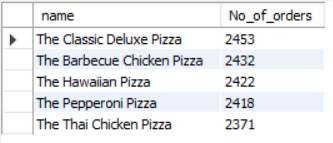 name No_of_orders
The Classic Deluxe Pizza 2453
The Barbecue Chicken Pizza 2432
The Hawaiian Pizza 2422
The Pepperoni Pizza 2418
The Thai Chicken Pizza 2371